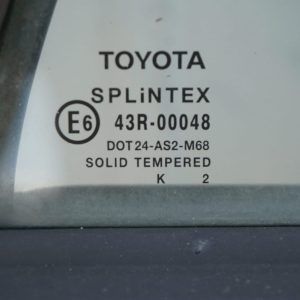 TOYOTA
SPLiNTEX
E6 43R-00048
DOT24-AS2-M68
SOLID TEMPERED
K 2